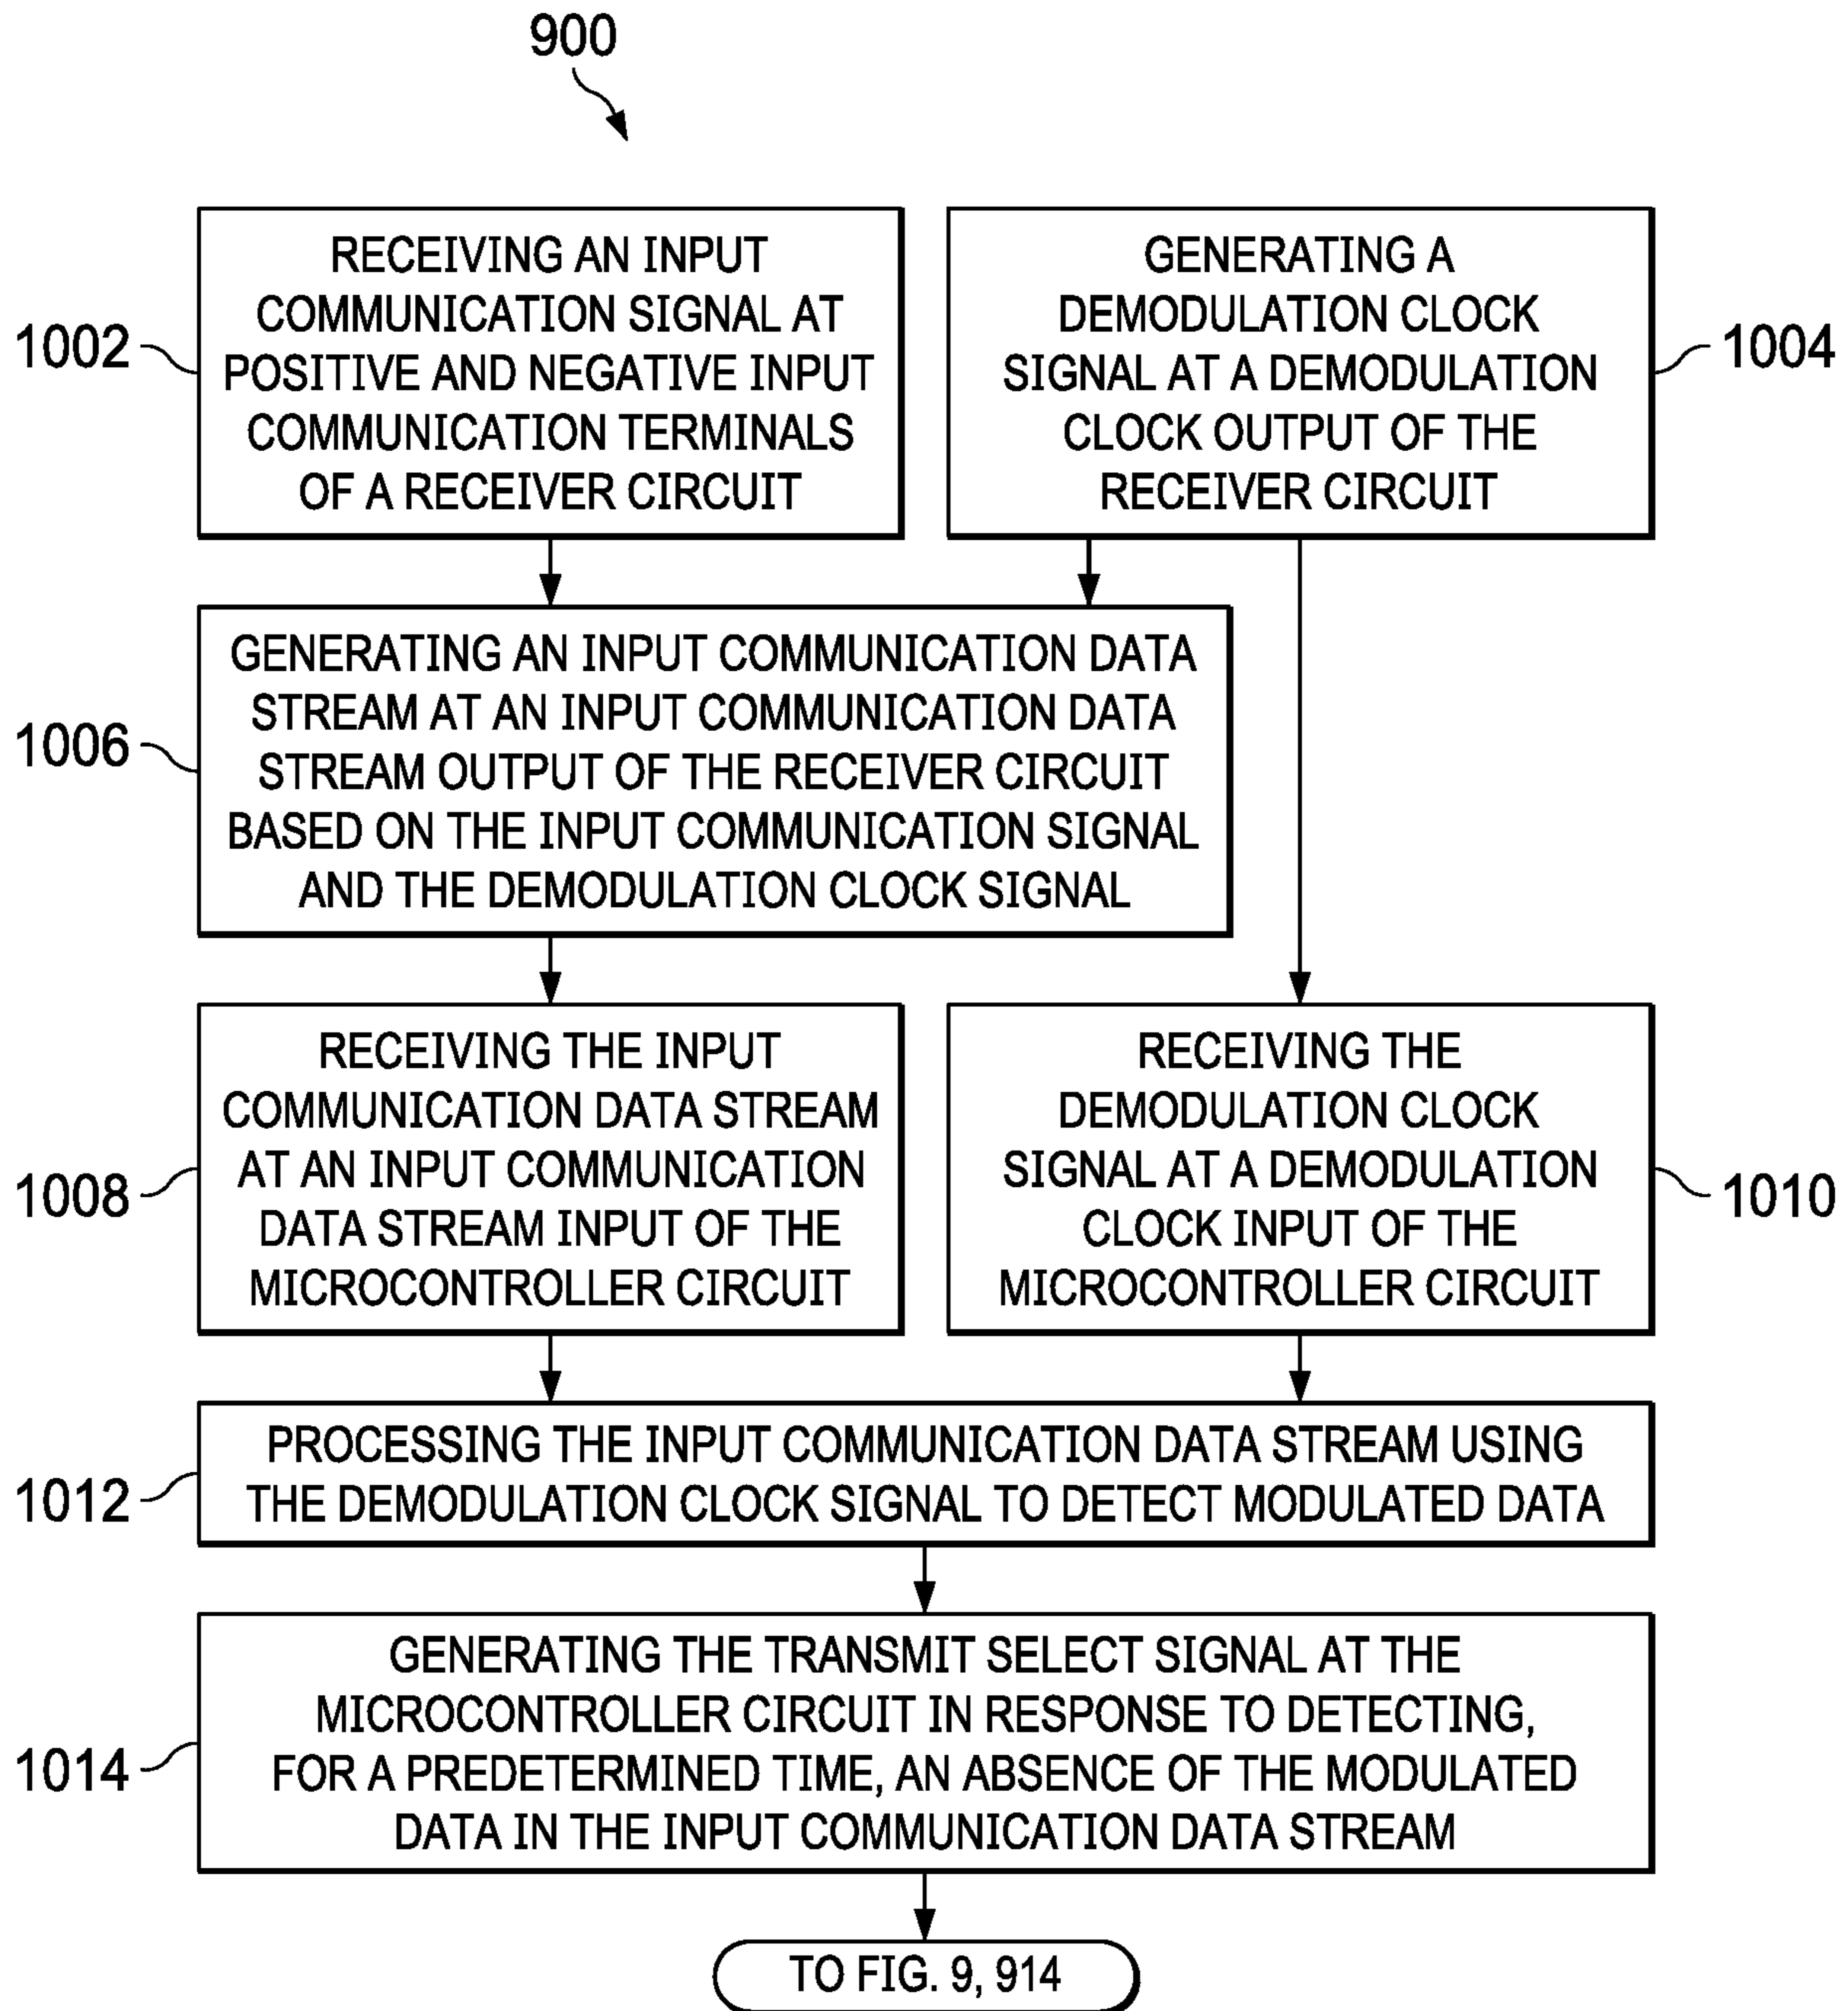 900
RECEIVING AN INPUT
COMMUNICATION SIGNAL AT
POSITIVE AND NEGATIVE INPUT
COMMUNICATION TERMINALS
OF A RECEIVER CIRCUIT
1002
GENERATING A
DEMODULATION CLOCK
SIGNAL AT A DEMODULATION
CLOCK OUTPUT OF THE
RECEIVER CIRCUIT
1004
GENERATING AN INPUT COMMUNICATION DATA
STREAM AT AN INPUT COMMUNICATION DATA
STREAM OUTPUT OF THE RECEIVER CIRCUIT
BASED ON THE INPUT COMMUNICATION SIGNAL
AND THE DEMODULATION CLOCK SIGNAL
1006
RECEIVING THE INPUT
COMMUNICATION DATA STREAM
AT AN INPUT COMMUNICATION
DATA STREAM INPUT OF THE
MICROCONTROLLER CIRCUIT
1008
RECEIVING THE
DEMODULATION CLOCK
SIGNAL AT A DEMODULATION
CLOCK INPUT OF THE
MICROCONTROLLER CIRCUIT
1010
PROCESSING THE INPUT COMMUNICATION DATA STREAM USING
THE DEMODULATION CLOCK SIGNAL TO DETECT MODULATED DATA
1012
GENERATING THE TRANSMIT SELECT SIGNAL AT THE
MICROCONTROLLER CIRCUIT IN RESPONSE TO DETECTING,
FOR A PREDETERMINED TIME, AN ABSENCE OF THE MODULATED
DATA IN THE INPUT COMMUNICATION DATA STREAM
1014
TO FIG. 9, 914